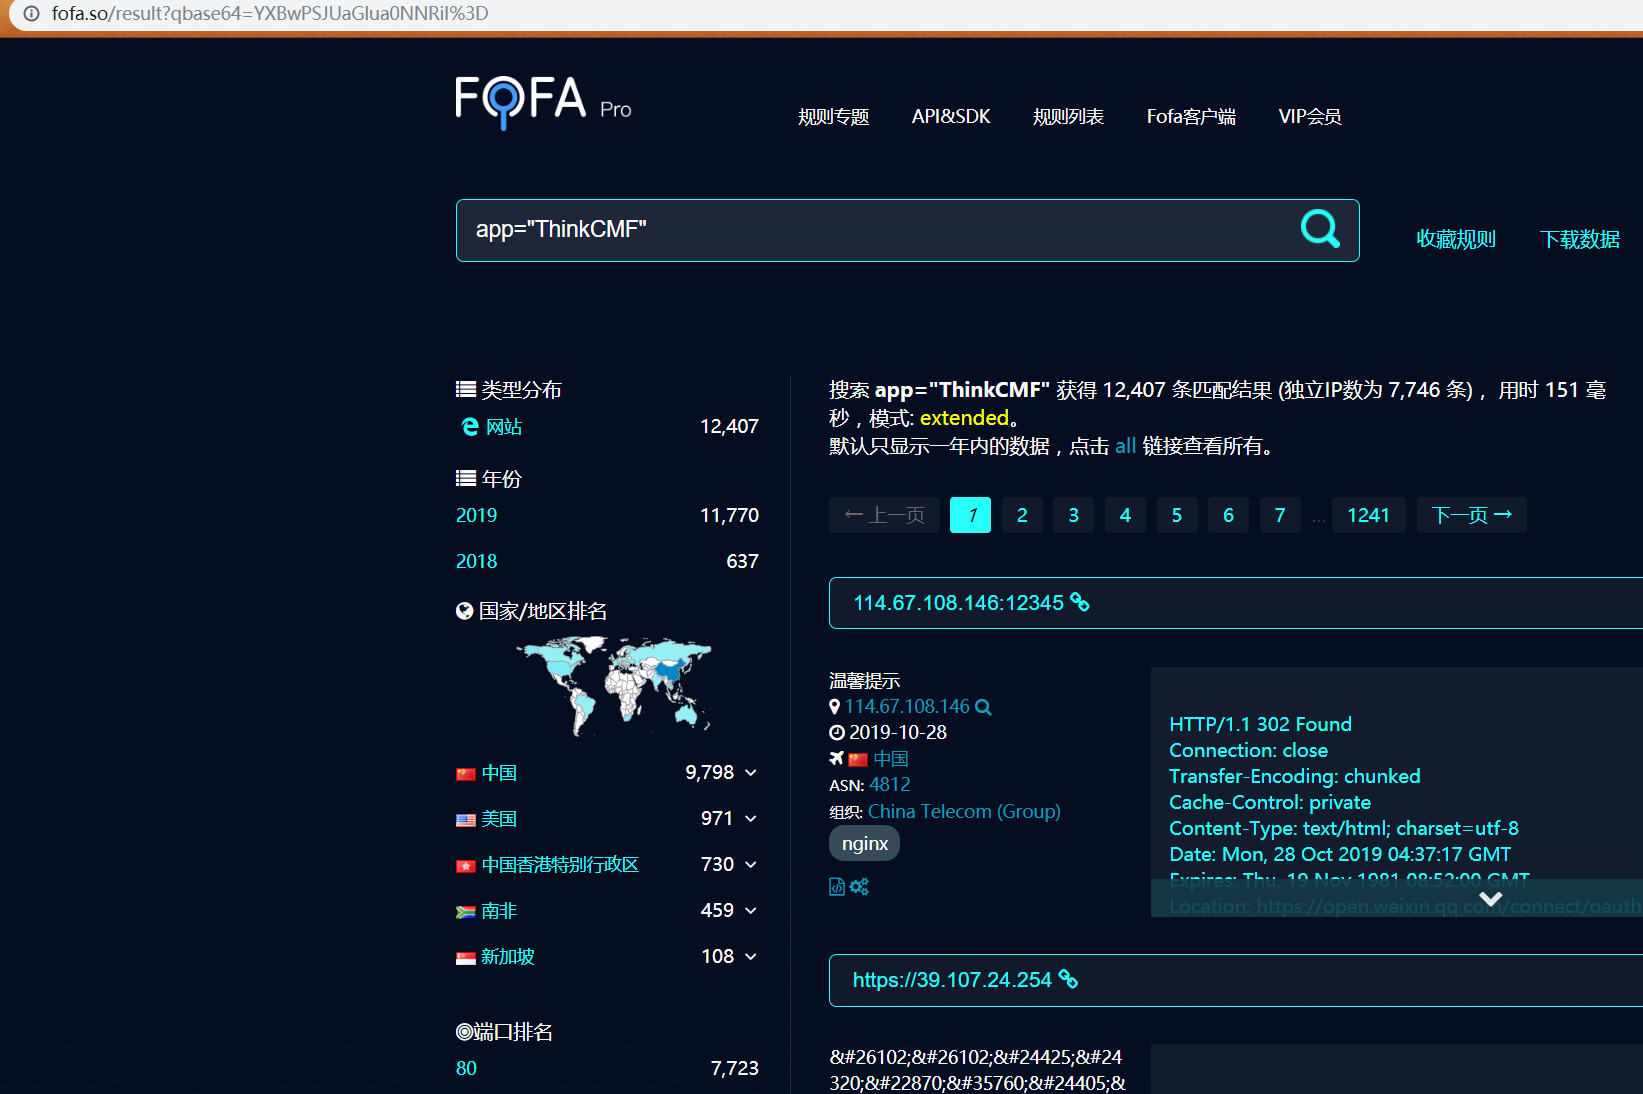 fofa.so/result?qbase64=YXBwPSJUaGlua0NNRiI%3D
FOFA Pro
规则专题 API&SDK 规则列表 Fofa客户端 VIP会员
app="ThinkCMF"
收藏规则 下载数据
类型分布
网站 12,407
年份
2019 11,770
2018 637
国家/地区排名
中国 9,798
美国 971
中国香港特别行政区 730
南非 459
新加坡 108
端口排名
80 7,723
搜索 app="ThinkCMF" 获得 12,407 条匹配结果 (独立IP数为 7,746 条)， 用时 151 毫
秒，模式: extended。
默认只显示一年内的数据，点击 all 链接查看所有。
←上一页 1 2 3 4 5 6 7 ... 1241 下一页→
114.67.108.146:12345
温馨提示
114.67.108.146
2019-10-28
中国
ASN: 4812
组织: China Telecom (Group)
nginx
HTTP/1.1 302 Found
Connection: close
Transfer-Encoding: chunked
Cache-Control: private
Content-Type: text/html; charset=utf-8
Date: Mon, 28 Oct 2019 04:37:17 GMT
Expires: Thu, 19 Nov 1981 08:52:00 GMT
Location: https://open.weixin.qq.com/connect/oauth
https://39.107.24.254
&#26102;&#26102;&#24425;&#24
320;&#22870;&#35760;&#24405;&